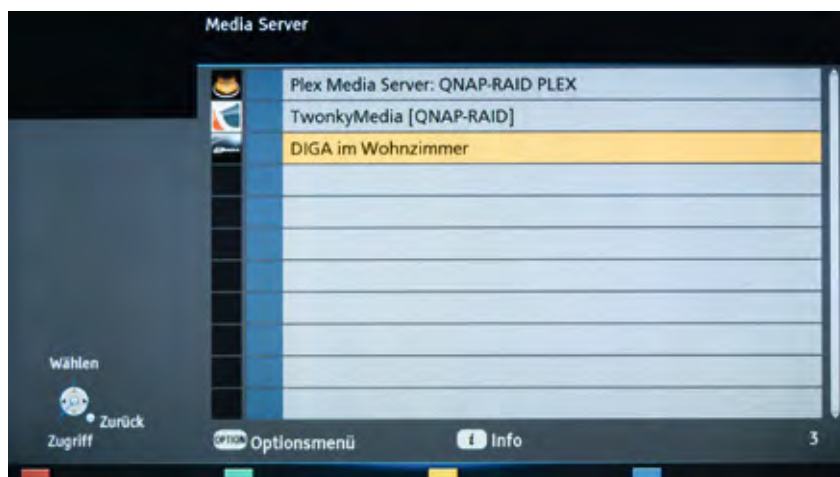 Media Server
Plex Media Server: QNAP-RAID PLEX
TwonkyMedia [QNAP-RAID]
DIGA im Wohnzimmer
Wählen
Zurück
Zugriff
OPTION Optionsmenü
i Info
3